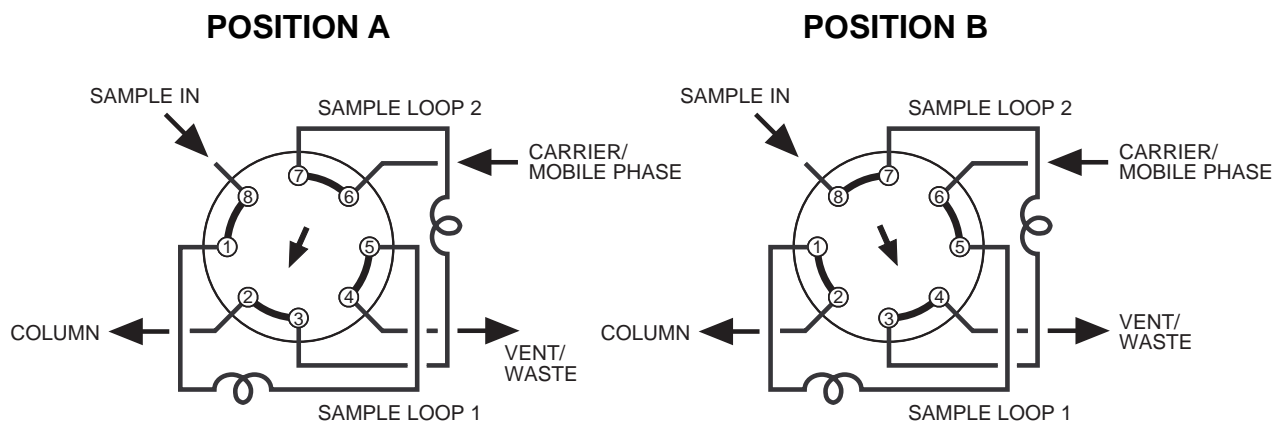 POSITION A
SAMPLE IN
SAMPLE LOOP 2
CARRIER/
MOBILE PHASE
7
6
8
1
5
2
4
3
COLUMN
VENT/
WASTE
SAMPLE LOOP 1
POSITION B
SAMPLE IN
SAMPLE LOOP 2
CARRIER/
MOBILE PHASE
7
8
6
1
5
2
4
3
COLUMN
VENT/
WASTE
SAMPLE LOOP 1